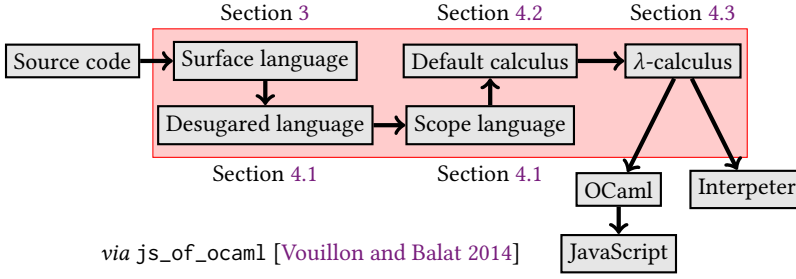 Section 3
Section 4.2
Section 4.3
Source code
Surface language
Default calculus
λ-calculus
Desugared language
Scope language
Section 4.1
Section 4.1
OCaml
Interpeter
via js_of_ocaml [Vouillon and Balat 2014]
JavaScript